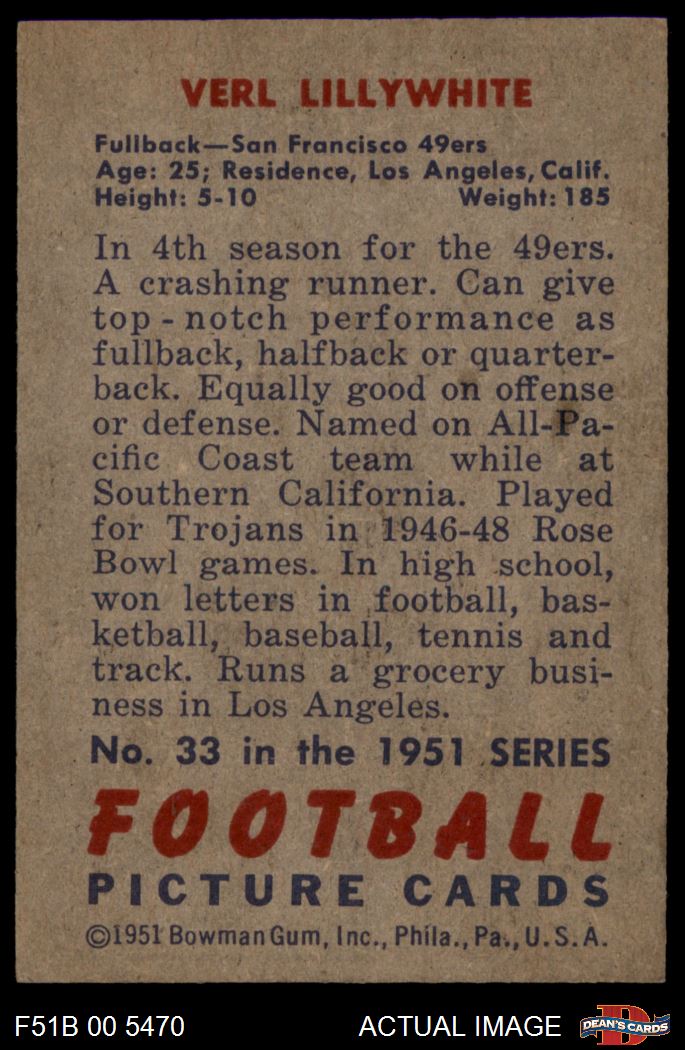 VERL LILLYWHITE
Fullback—San Francisco 49ers
Age: 25; Residence, Los Angeles, Calif.
Height: 5-10 Weight: 185
In 4th season for the 49ers.
A crashing runner. Can give
top-notch performance as
fullback, halfback or quarter-
back. Equally good on offense
or defense. Named on All-Pa-
cific Coast team while at
Southern California. Played
for Trojans in 1946-48 Rose
Bowl games. In high school,
won letters in football, bas-
ketball, baseball, tennis and
track. Runs a grocery busi-
ness in Los Angeles.
No. 33 in the 1951 SERIES
FOOTBALL
PICTURE CARDS
©1951 Bowman Gum, Inc., Phila., Pa., U.S.A.
F51B 00 5470 ACTUAL IMAGE D DEAN'S CARDS